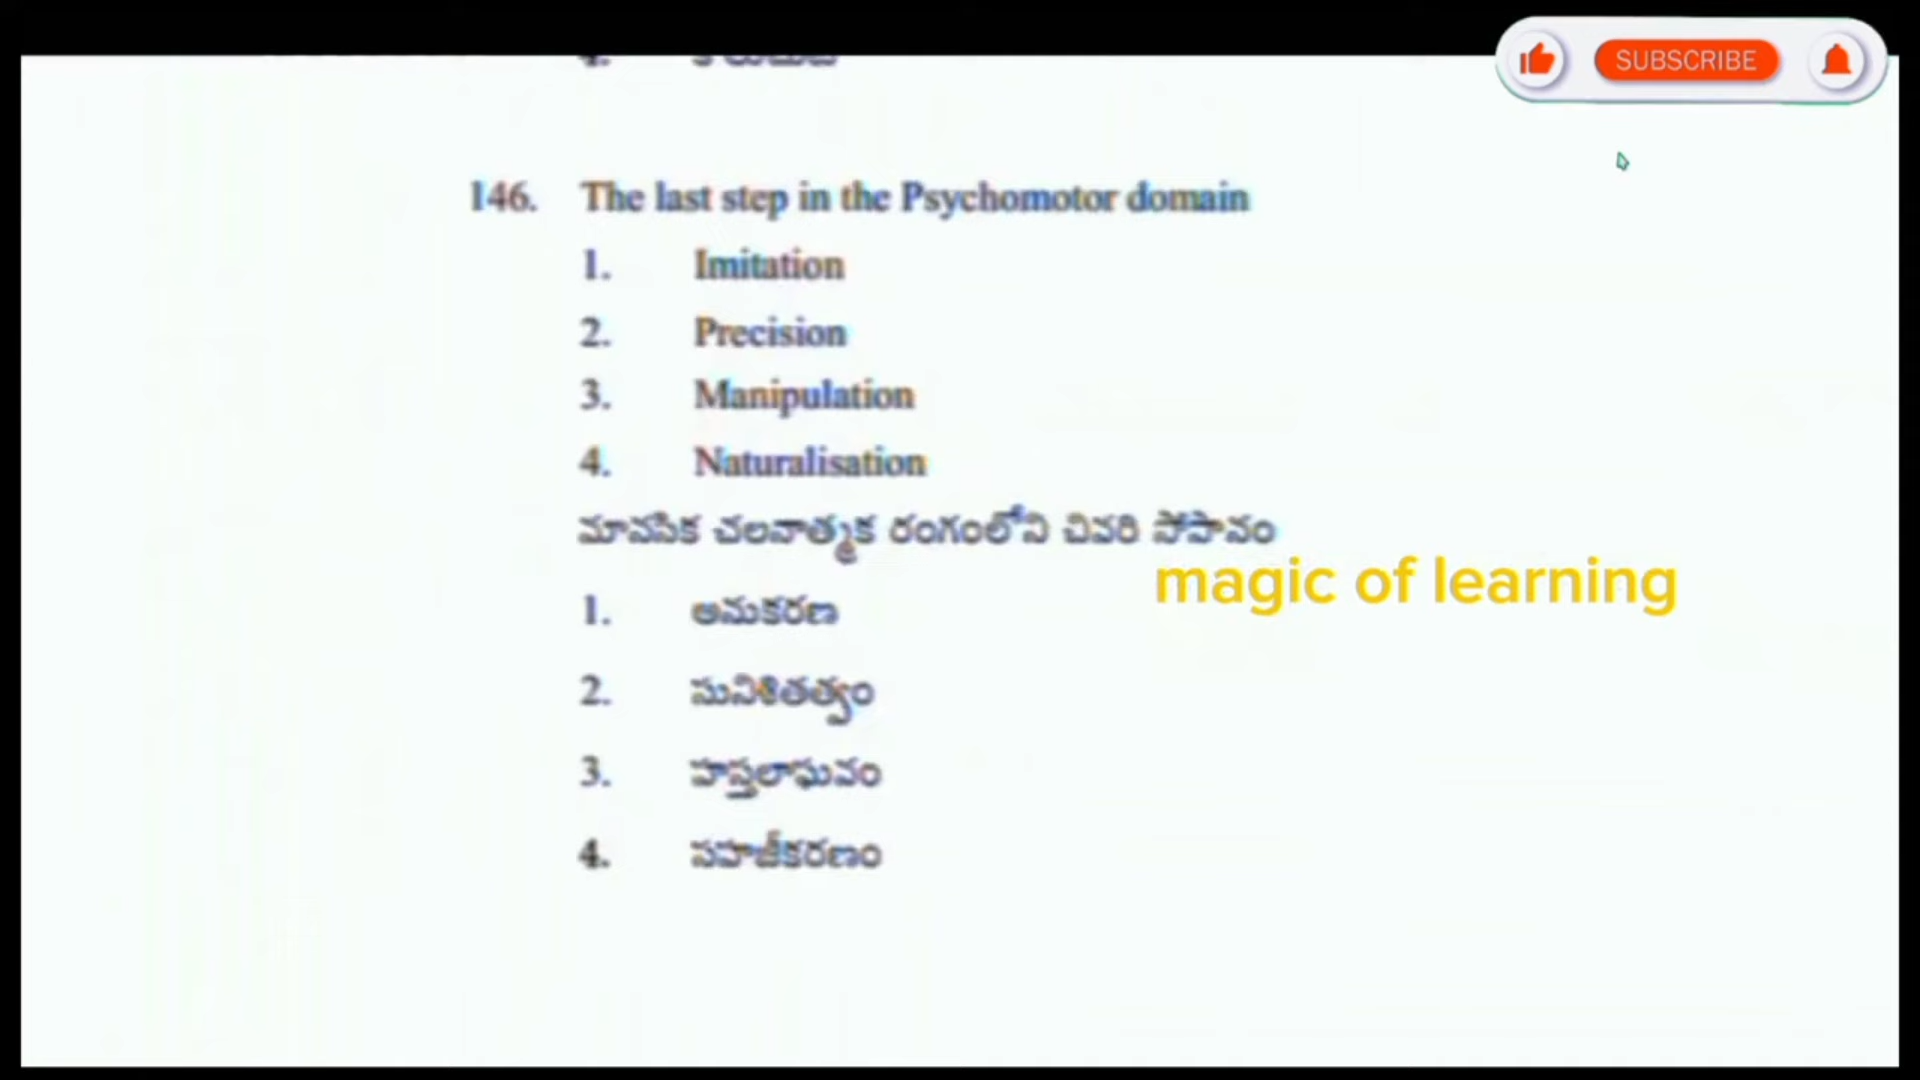 SUBSCRIBE
146. The last step in the Psychomotor domain
1. Imitation
2. Precision
3. Manipulation
4. Naturalisation
మానసిక చలనాత్మక రంగంలోని చివరి సోపానం
magic of learning
1. అనుకరణ
2. సునిశితత్వం
3. హస్తలాఘవం
4. సహజీకరణం